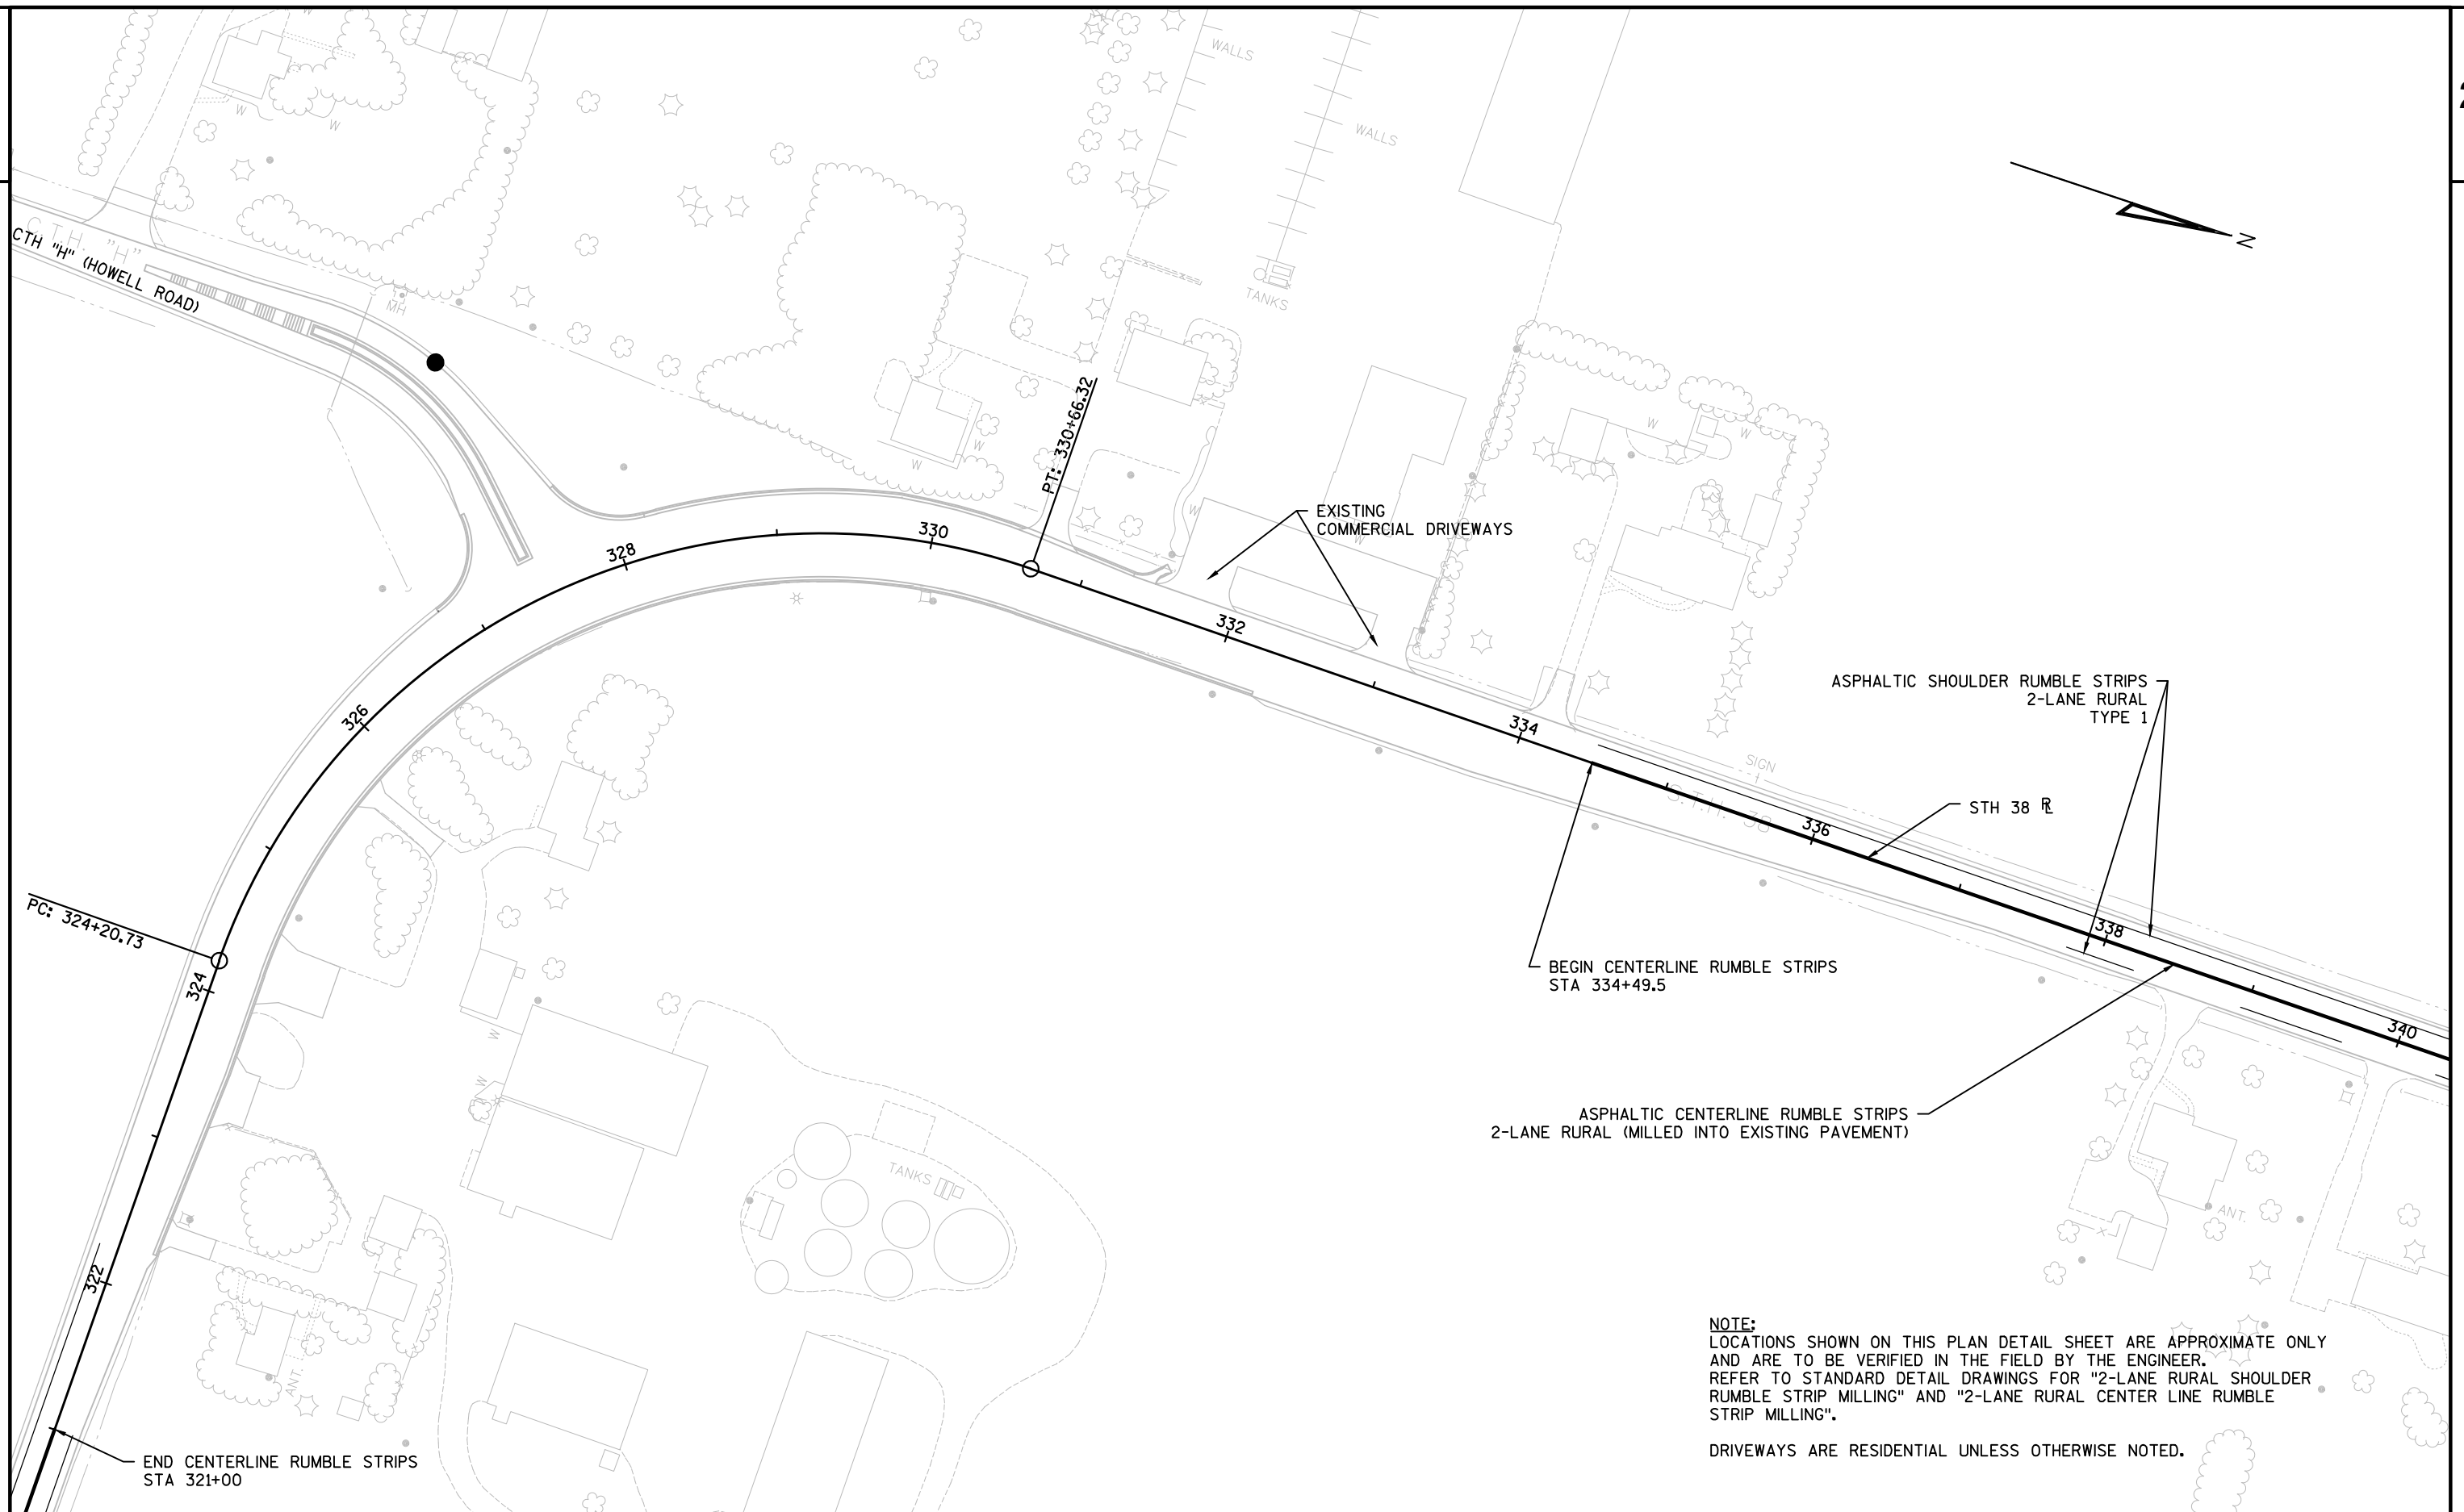 WALLS
WALLS
W
W
W
N
C.T.H. "H"
CTH "H" (HOWELL ROAD)
MH
TANKS
PT: 330+66.32
W
W
W
W
W
W
EXISTING
COMMERCIAL DRIVEWAYS
328
330
332
326
334
336
338
340
324
322
ASPHALTIC SHOULDER RUMBLE STRIPS
2-LANE RURAL
TYPE 1
SIGN
S.T.H. 38
STH 38 RL
PC: 324+20.73
BEGIN CENTERLINE RUMBLE STRIPS
STA 334+49.5
W
W
W
ASPHALTIC CENTERLINE RUMBLE STRIPS
2-LANE RURAL (MILLED INTO EXISTING PAVEMENT)
TANKS
ANT.
ANT.
NOTE:
LOCATIONS SHOWN ON THIS PLAN DETAIL SHEET ARE APPROXIMATE ONLY
AND ARE TO BE VERIFIED IN THE FIELD BY THE ENGINEER.
REFER TO STANDARD DETAIL DRAWINGS FOR "2-LANE RURAL SHOULDER
RUMBLE STRIP MILLING" AND "2-LANE RURAL CENTER LINE RUMBLE
STRIP MILLING".
DRIVEWAYS ARE RESIDENTIAL UNLESS OTHERWISE NOTED.
END CENTERLINE RUMBLE STRIPS
STA 321+00